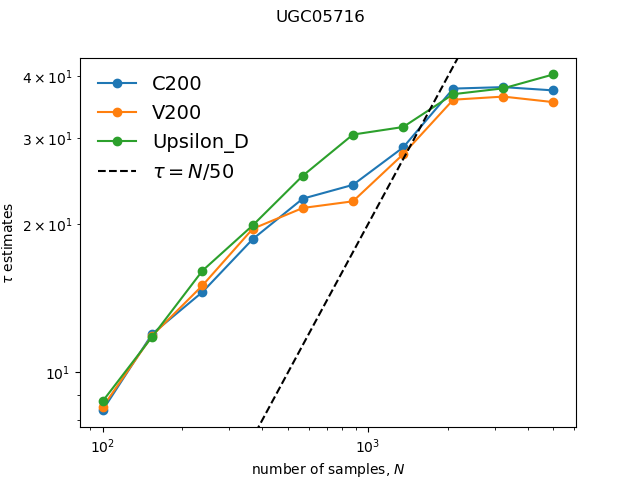 UGC05716
C200
V200
Upsilon_D
τ = N/50
4 × 10¹
3 × 10¹
2 × 10¹
10¹
τ estimates
10²
10³
number of samples, N